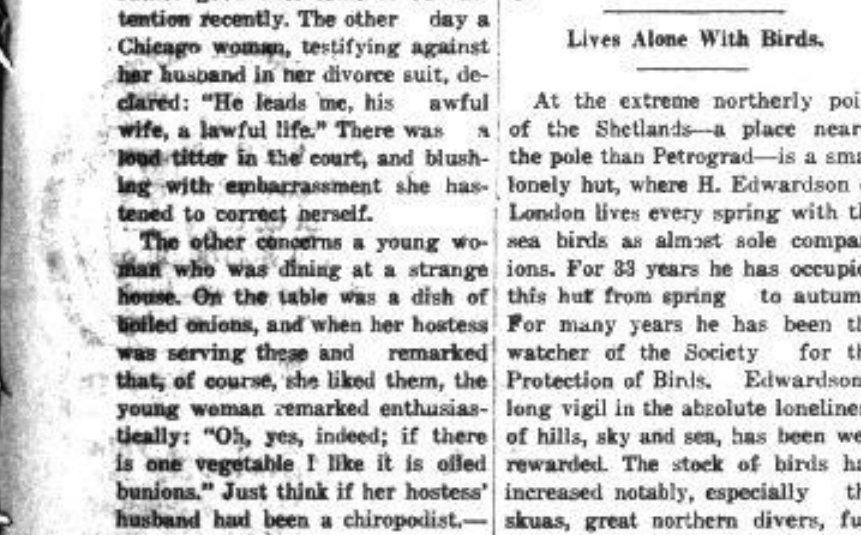 tention recently. The other day a
Chicago woman, testifying against
her husband in her divorce suit, de-
clared: "He leads me, his awful
wife, a lawful life." There was a
loud titter in the court, and blush-
ing with embarrassment she has-
tened to correct herself.
The other concerns a young wo-
man who was dining at a strange
house. On the table was a dish of
boiled onions, and when her hostess
was serving these and remarked
that, of course, she liked them, the
young woman remarked enthusias-
tically: "Oh, yes, indeed; if there
is one vegetable I like it is oiled
bunions." Just think if her hostess'
husband had been a chiropodist.—
Lives Alone With Birds.
At the extreme northerly poi
of the Shetlands—a place near
the pole than Petrograd—is a sma
lonely hut, where H. Edwardson
London lives every spring with th
sea birds as almost sole compa
ions. For 33 years he has occupie
this hut from spring to autum
For many years he has been th
watcher of the Society for th
Protection of Birds. Edwardson
long vigil in the absolute loneline
of hills, sky and sea, has been we
rewarded. The stock of birds ha
increased notably, especially th
skuas, great northern divers, fu